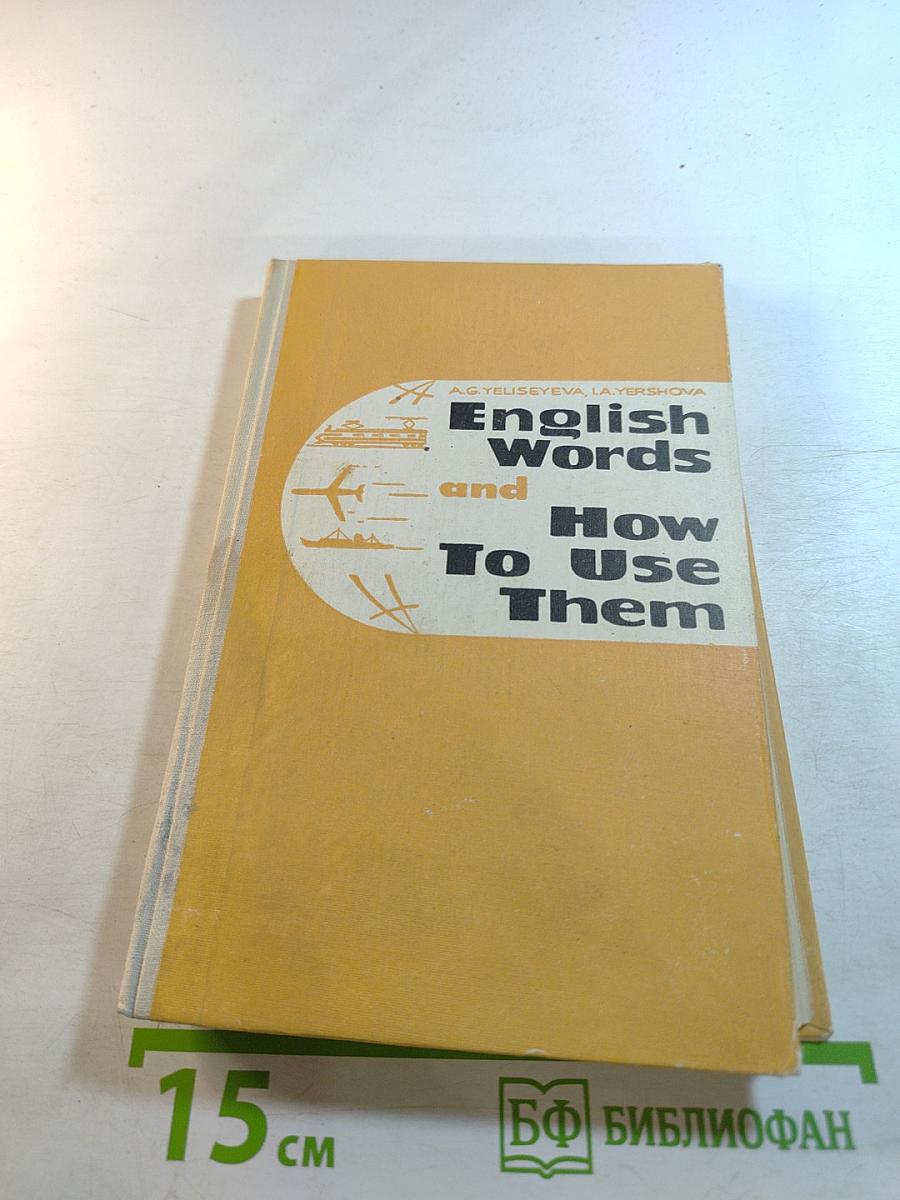 A.G. YELISEYEVA, I.A. YERSHOVA
English
Words
and
How
To Use
Them
15 см
БФ БИБЛИОФАН